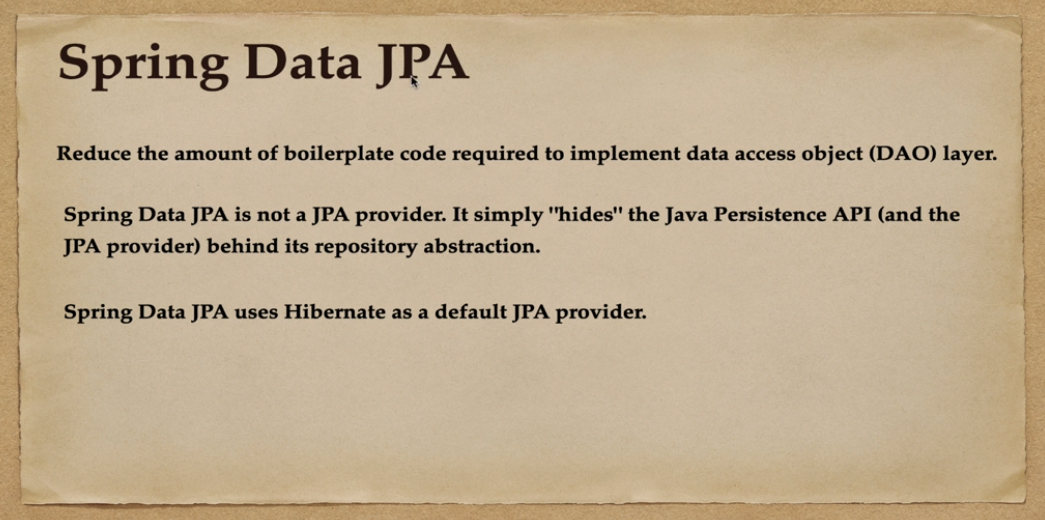 Spring Data JPA
Reduce the amount of boilerplate code required to implement data access object (DAO) layer.
Spring Data JPA is not a JPA provider. It simply "hides" the Java Persistence API (and the
JPA provider) behind its repository abstraction.
Spring Data JPA uses Hibernate as a default JPA provider.